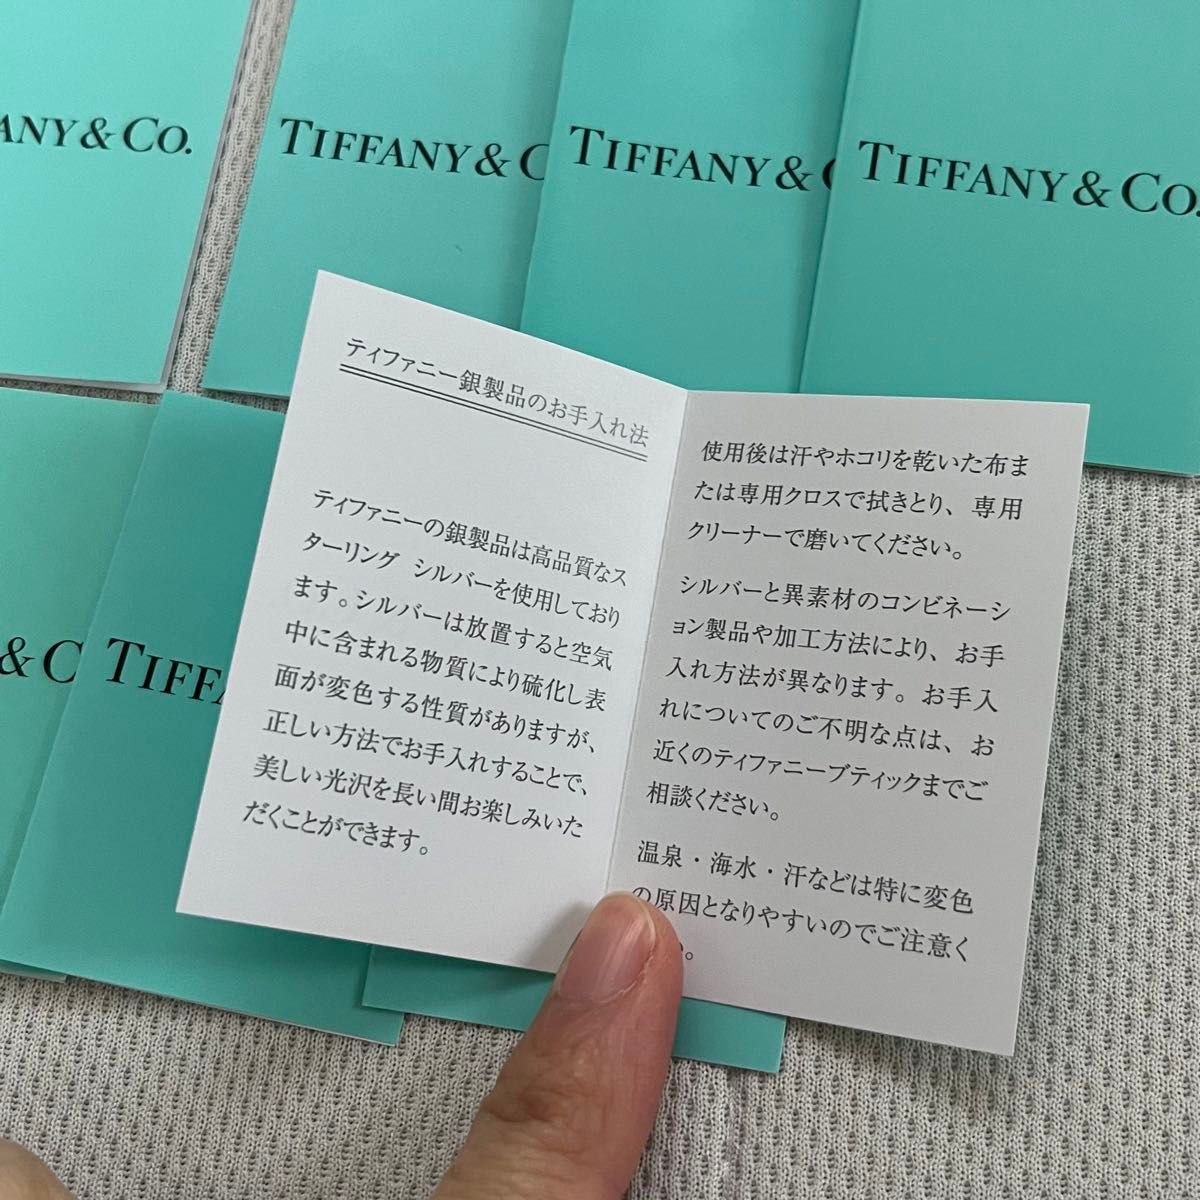 ANY & CO.
TIFFANY & C
TIFFANY &
TIFFANY & CO.
& C
TIFFA
ティファニー銀製品のお手入れ法
ティファニーの銀製品は高品質なス
ターリング シルバーを使用しており
ます。シルバーは放置すると空気
中に含まれる物質により硫化し表
面が変色する性質がありますが、
正しい方法でお手入れすることで、
美しい光沢を長い間お楽しみいた
だくことができます。
使用後は汗やホコリを乾いた布ま
たは専用クロスで拭きとり、専用
クリーナーで磨いてください。
シルバーと異素材のコンビネーシ
ョン製品や加工方法により、お手
入れ方法が異なります。お手入
れについてのご不明な点は、お
近くのティファニーブティックまでご
相談ください。
温泉・海水・汗などは特に変色
の原因となりやすいのでご注意く
い。